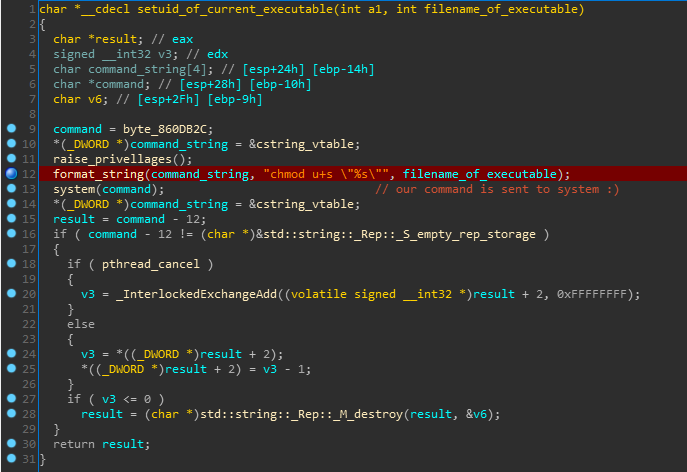 1 char *__cdecl setuid_of_current_executable(int a1, int filename_of_executable)
2 {
3 char *result; // eax
4 signed __int32 v3; // edx
5 char command_string[4]; // [esp+24h] [ebp-14h]
6 char *command; // [esp+28h] [ebp-10h]
7 char v6; // [esp+2Fh] [ebp-9h]
8
9 command = byte_860DB2C;
10 *(_DWORD *)command_string = &cstring_vtable;
11 raise_privellages();
12 format_string(command_string, "chmod u+s \"%s\"", filename_of_executable);
13 system(command); // our command is sent to system :)
14 *(_DWORD *)command_string = &cstring_vtable;
15 result = command - 12;
16 if ( command - 12 != (char *)&std::string::_Rep::_S_empty_rep_storage )
17 {
18 if ( pthread_cancel )
19 {
20 v3 = _InterlockedExchangeAdd((volatile signed __int32 *)result + 2, 0xFFFFFFFF);
21 }
22 else
23 {
24 v3 = *((_DWORD *)result + 2);
25 *((_DWORD *)result + 2) = v3 - 1;
26 }
27 if ( v3 <= 0 )
28 result = (char *)std::string::_Rep::_M_destroy(result, &v6);
29 }
30 return result;
31 }